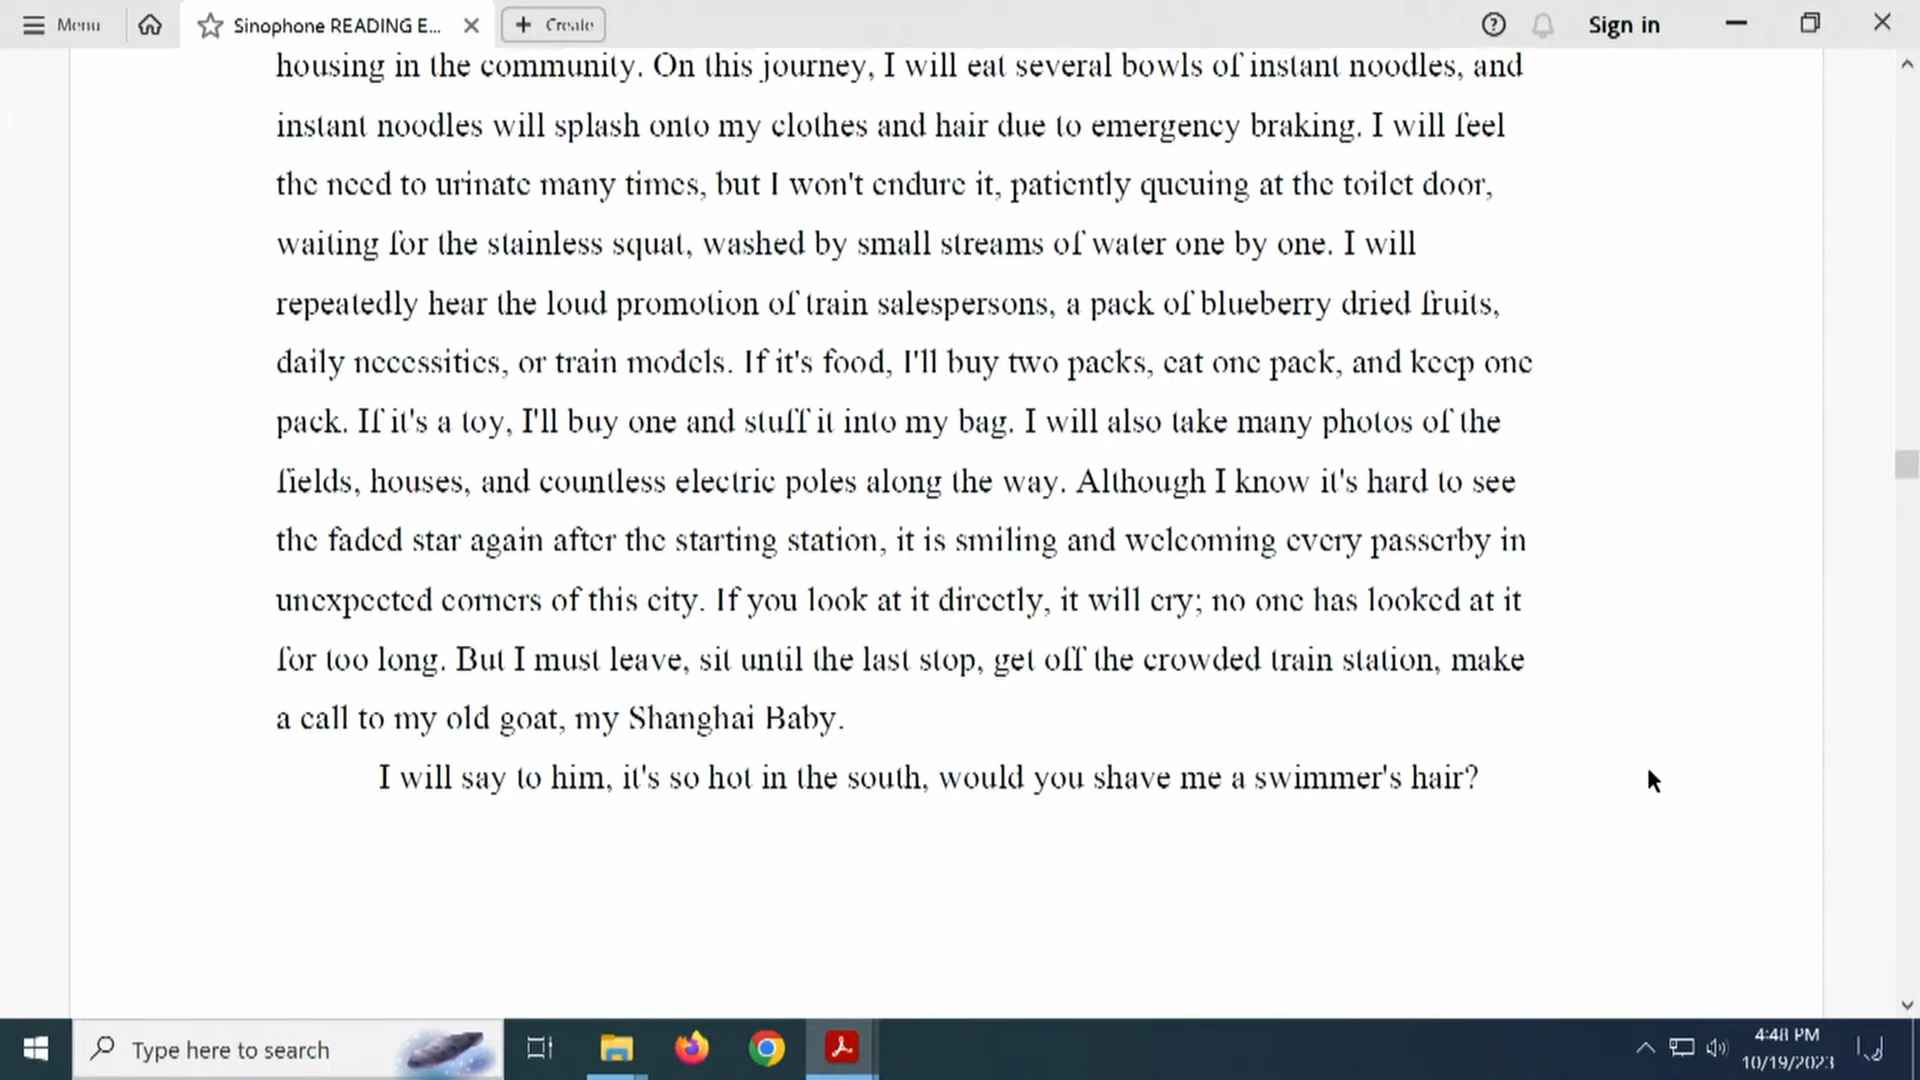 Menu
Sinophone READING E...
Create
Sign in
housing in the community. On this journey, I will eat several bowls of instant noodles, and
instant noodles will splash onto my clothes and hair due to emergency braking. I will feel
the need to urinate many times, but I won't endure it, patiently queuing at the toilet door,
waiting for the stainless squat, washed by small streams of water one by one. I will
repeatedly hear the loud promotion of train salespersons, a pack of blueberry dried fruits,
daily necessities, or train models. If it's food, I'll buy two packs, eat one pack, and keep one
pack. If it's a toy, I'll buy one and stuff it into my bag. I will also take many photos of the
fields, houses, and countless electric poles along the way. Although I know it's hard to see
the faded star again after the starting station, it is smiling and welcoming every passerby in
unexpected corners of this city. If you look at it directly, it will cry; no one has looked at it
for too long. But I must leave, sit until the last stop, get off the crowded train station, make
a call to my old goat, my Shanghai Baby.
I will say to him, it's so hot in the south, would you shave me a swimmer's hair?
Type here to search
4:48 PM
10/19/2023